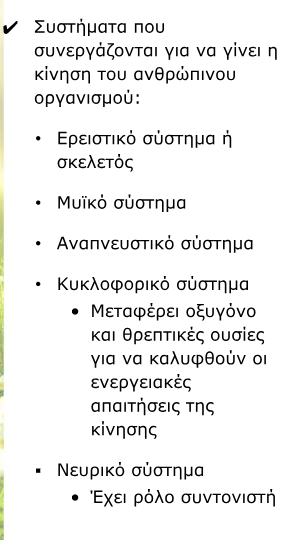 ✔ Συστήματα που
συνεργάζονται για να γίνει η
κίνηση του ανθρώπινου
οργανισμού:
• Ερειστικό σύστημα ή
σκελετός
• Μυϊκό σύστημα
• Αναπνευστικό σύστημα
• Κυκλοφορικό σύστημα
• Μεταφέρει οξυγόνο
και θρεπτικές ουσίες
για να καλυφθούν οι
ενεργειακές
απαιτήσεις της
κίνησης
▪ Νευρικό σύστημα
• Έχει ρόλο συντονιστή